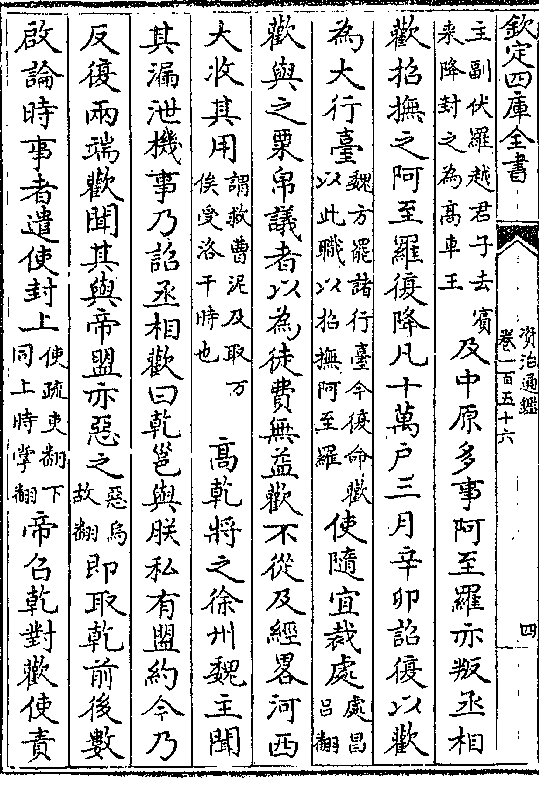 欽定四庫全書
資治通鑑
卷一百五十六
四
主副伏羅越君子去賔
来降封之為髙車王
及中原多事阿至羅亦叛丞相
歡招撫之阿至羅復降凡十萬户三月辛卯詔復以歡
為大行臺
魏方罷諸行臺今復命歡
以此職以招撫阿至羅
使隨宜裁處
處昌
吕翻
歡與之粟帛議者以為徒費無益歡不從及經畧河西
大收其用
謂救曹泥及取万
俟受洛干時也
髙乾將之徐州魏主聞
其漏泄機事乃詔丞相歡曰乾邕與朕私有盟約今乃
反復兩端歡聞其與帝盟亦惡之
惡烏
故翻
即取乾前後數
啟論時事者遣使封上
使疏吏翻下
同上時掌翻
帝召乾對歡使責